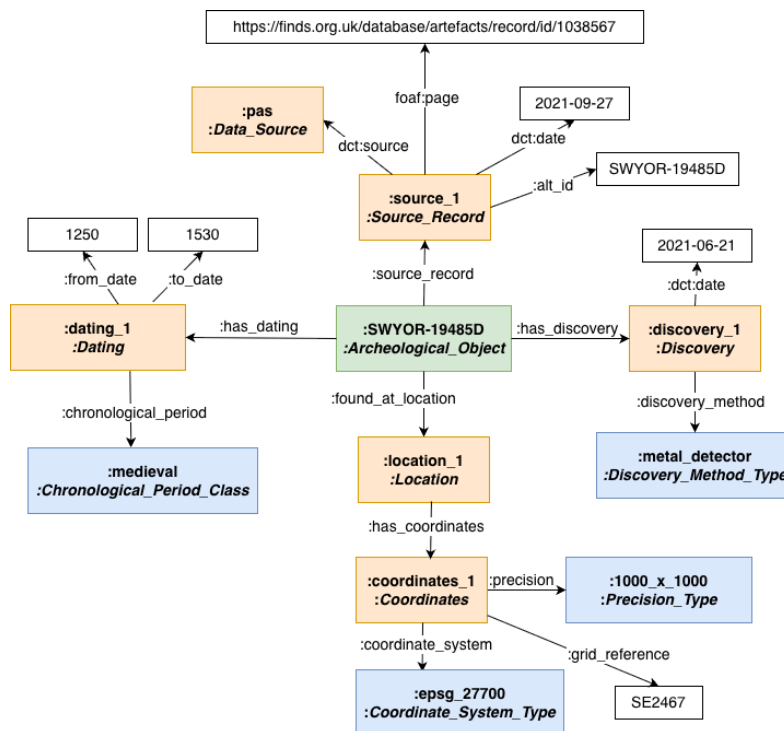 https://finds.org.uk/database/artefacts/record/id/1038567
foaf:page
:pas
:Data_Source
2021-09-27
dct:source
dct:date
SWYOR-19485D
:alt_id
:source_1
:Source_Record
1250
1530
2021-06-21
:source_record
:from_date
:to_date
:dct:date
:dating_1
:Dating
:has_dating
:SWYOR-19485D
:Archeological_Object
:has_discovery
:discovery_1
:Discovery
:found_at_location
:chronological_period
:discovery_method
:medieval
:Chronological_Period_Class
:location_1
:Location
:metal_detector
:Discovery_Method_Type
:has_coordinates
:coordinates_1
:Coordinates
:precision
:1000_x_1000
:Precision_Type
:coordinate_system
:grid_reference
:epsg_27700
:Coordinate_System_Type
SE2467